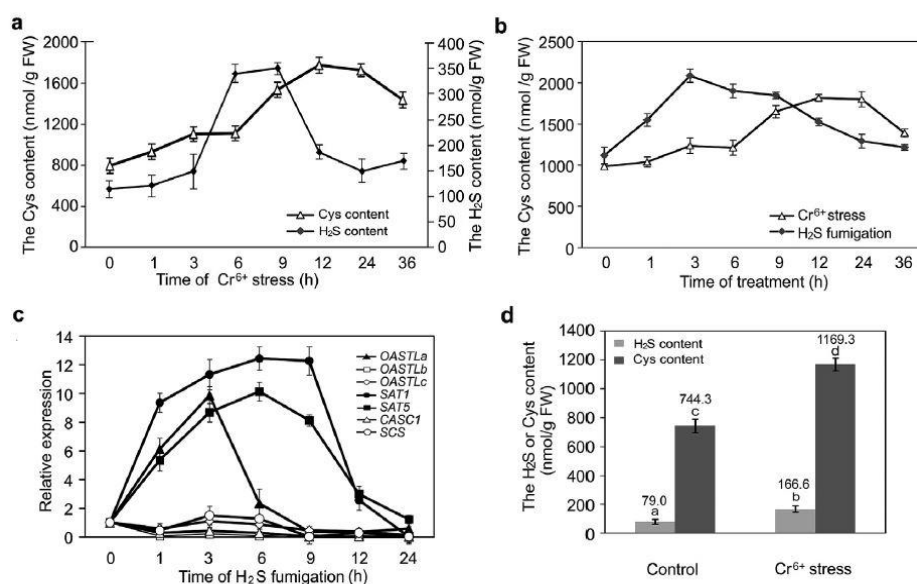 a
The Cys content (nmol/g FW)
2000
1600
1200
800
400
0
The H₂S content (nmol/g FW)
400
350
300
250
200
150
100
50
0
Cys content
H₂S content
0 1 3 6 9 12 24 36
Time of Cr⁶⁺ stress (h)
b
The Cys content (nmol/g FW)
2500
2000
1500
1000
500
0
Cr⁶⁺ stress
H₂S fumigation
0 1 3 6 9 12 24 36
Time of treatment (h)
c
Relative expression
14
12
10
8
6
4
2
0
OASTLa
OASTLb
OASTLc
SAT1
SAT5
CASC1
SCS
0 1 3 6 9 12 24
Time of H₂S fumigation (h)
d
The H₂S or Cys content
(nmol/g FW)
1400
1200
1000
800
600
400
200
0
H₂S content
Cys content
79.0
a
744.3
c
166.6
b
1169.3
d
Control Cr⁶⁺ stress